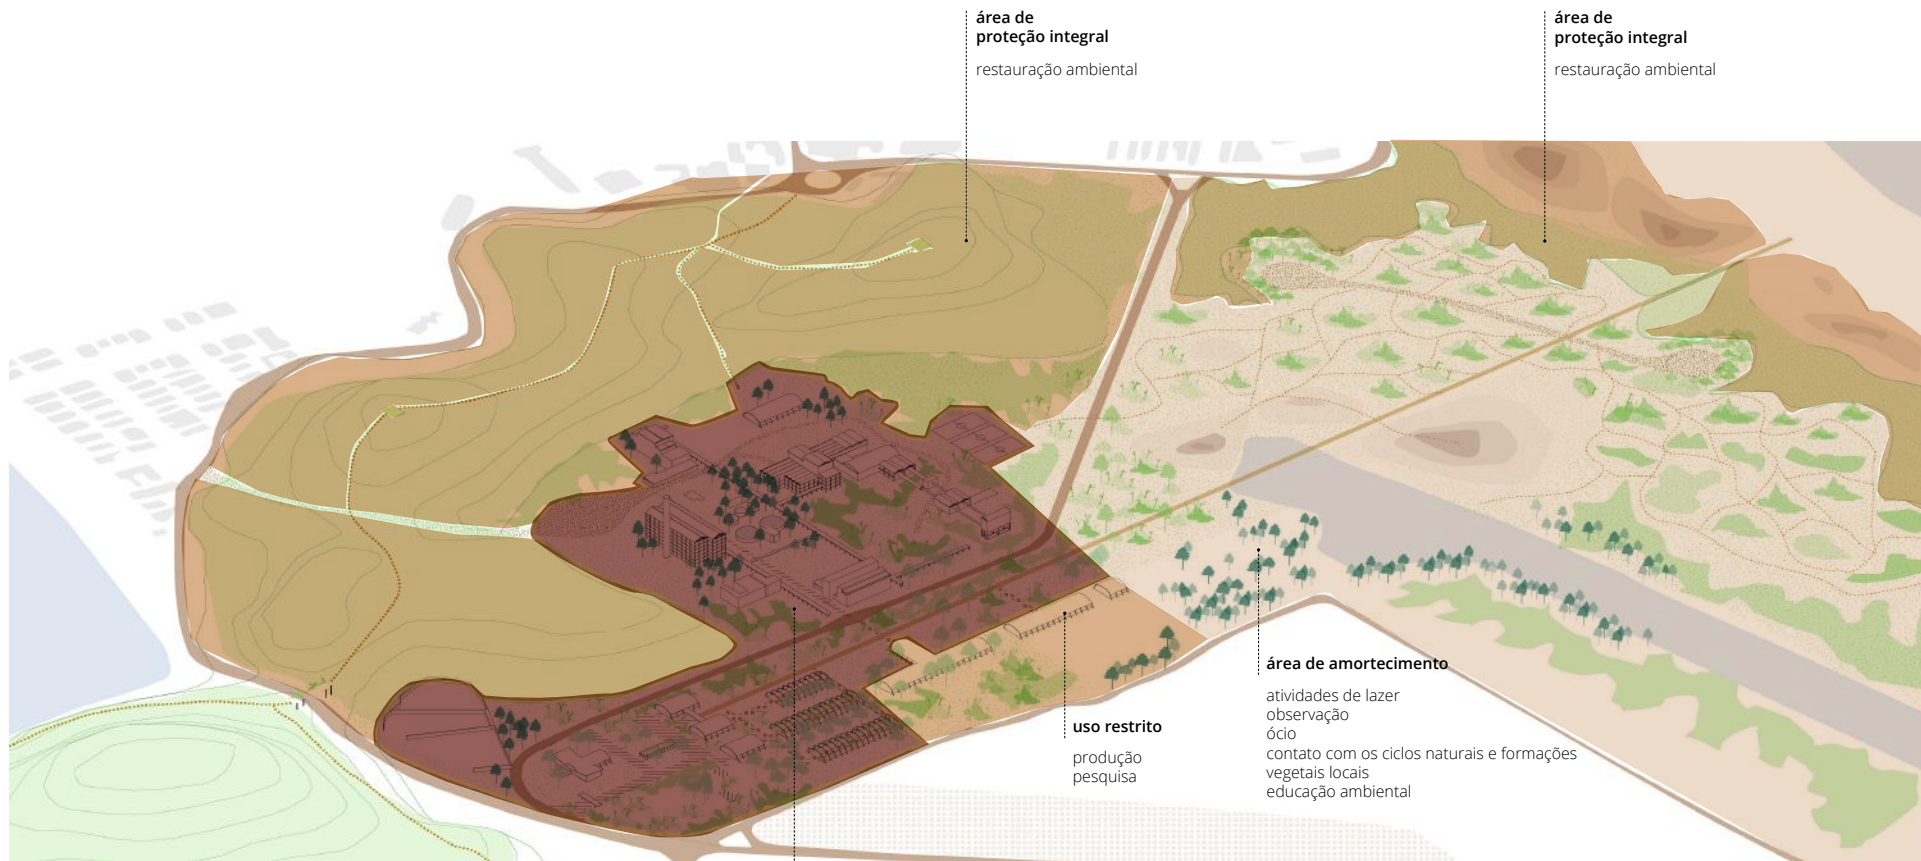 área de
proteção integral
restauração ambiental
área de
proteção integral
restauração ambiental
uso restrito
produção
pesquisa
área de amortecimento
atividades de lazer
observação
ócio
contato com os ciclos naturais e formações
vegetais locais
educação ambiental